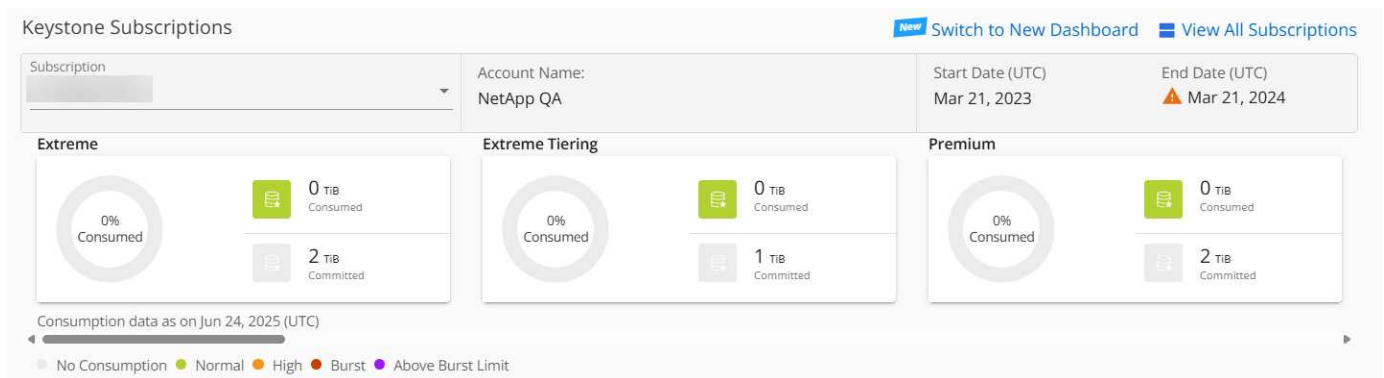 Keystone Subscriptions
New Switch to New Dashboard View All Subscriptions
Subscription
Account Name:
NetApp QA
Start Date (UTC)
Mar 21, 2023
End Date (UTC)
Mar 21, 2024
Extreme
0%
Consumed
0 TiB
Consumed
2 TiB
Committed
Extreme Tiering
0%
Consumed
0 TiB
Consumed
1 TiB
Committed
Premium
0%
Consumed
0 TiB
Consumed
2 TiB
Committed
Consumption data as on Jun 24, 2025 (UTC)
No Consumption Normal High Burst Above Burst Limit